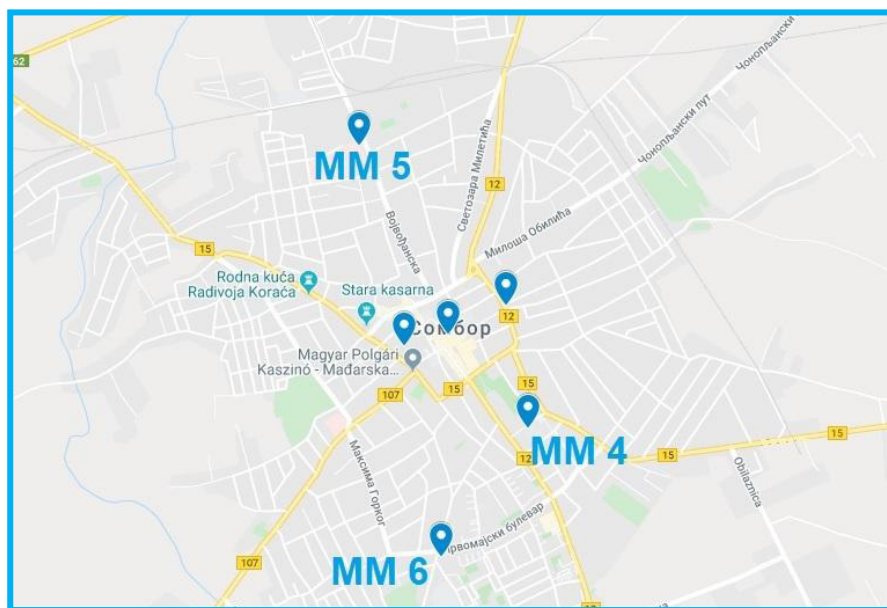 62
Чонопљански пут
Чонопљански пут
MM 5
Светозара Милетића
12
Војвођанска
Милоша Обилића
15
Rodna kuća
Radivoja Koraća
Stara kasarna
12
Сомбор
Magyar Polgári
Kaszinó - Mađarska...
107
15
15
MM 4
12
15
15
Максима Горког
Obilaznica
Првомајски булевар
MM 6
107
12